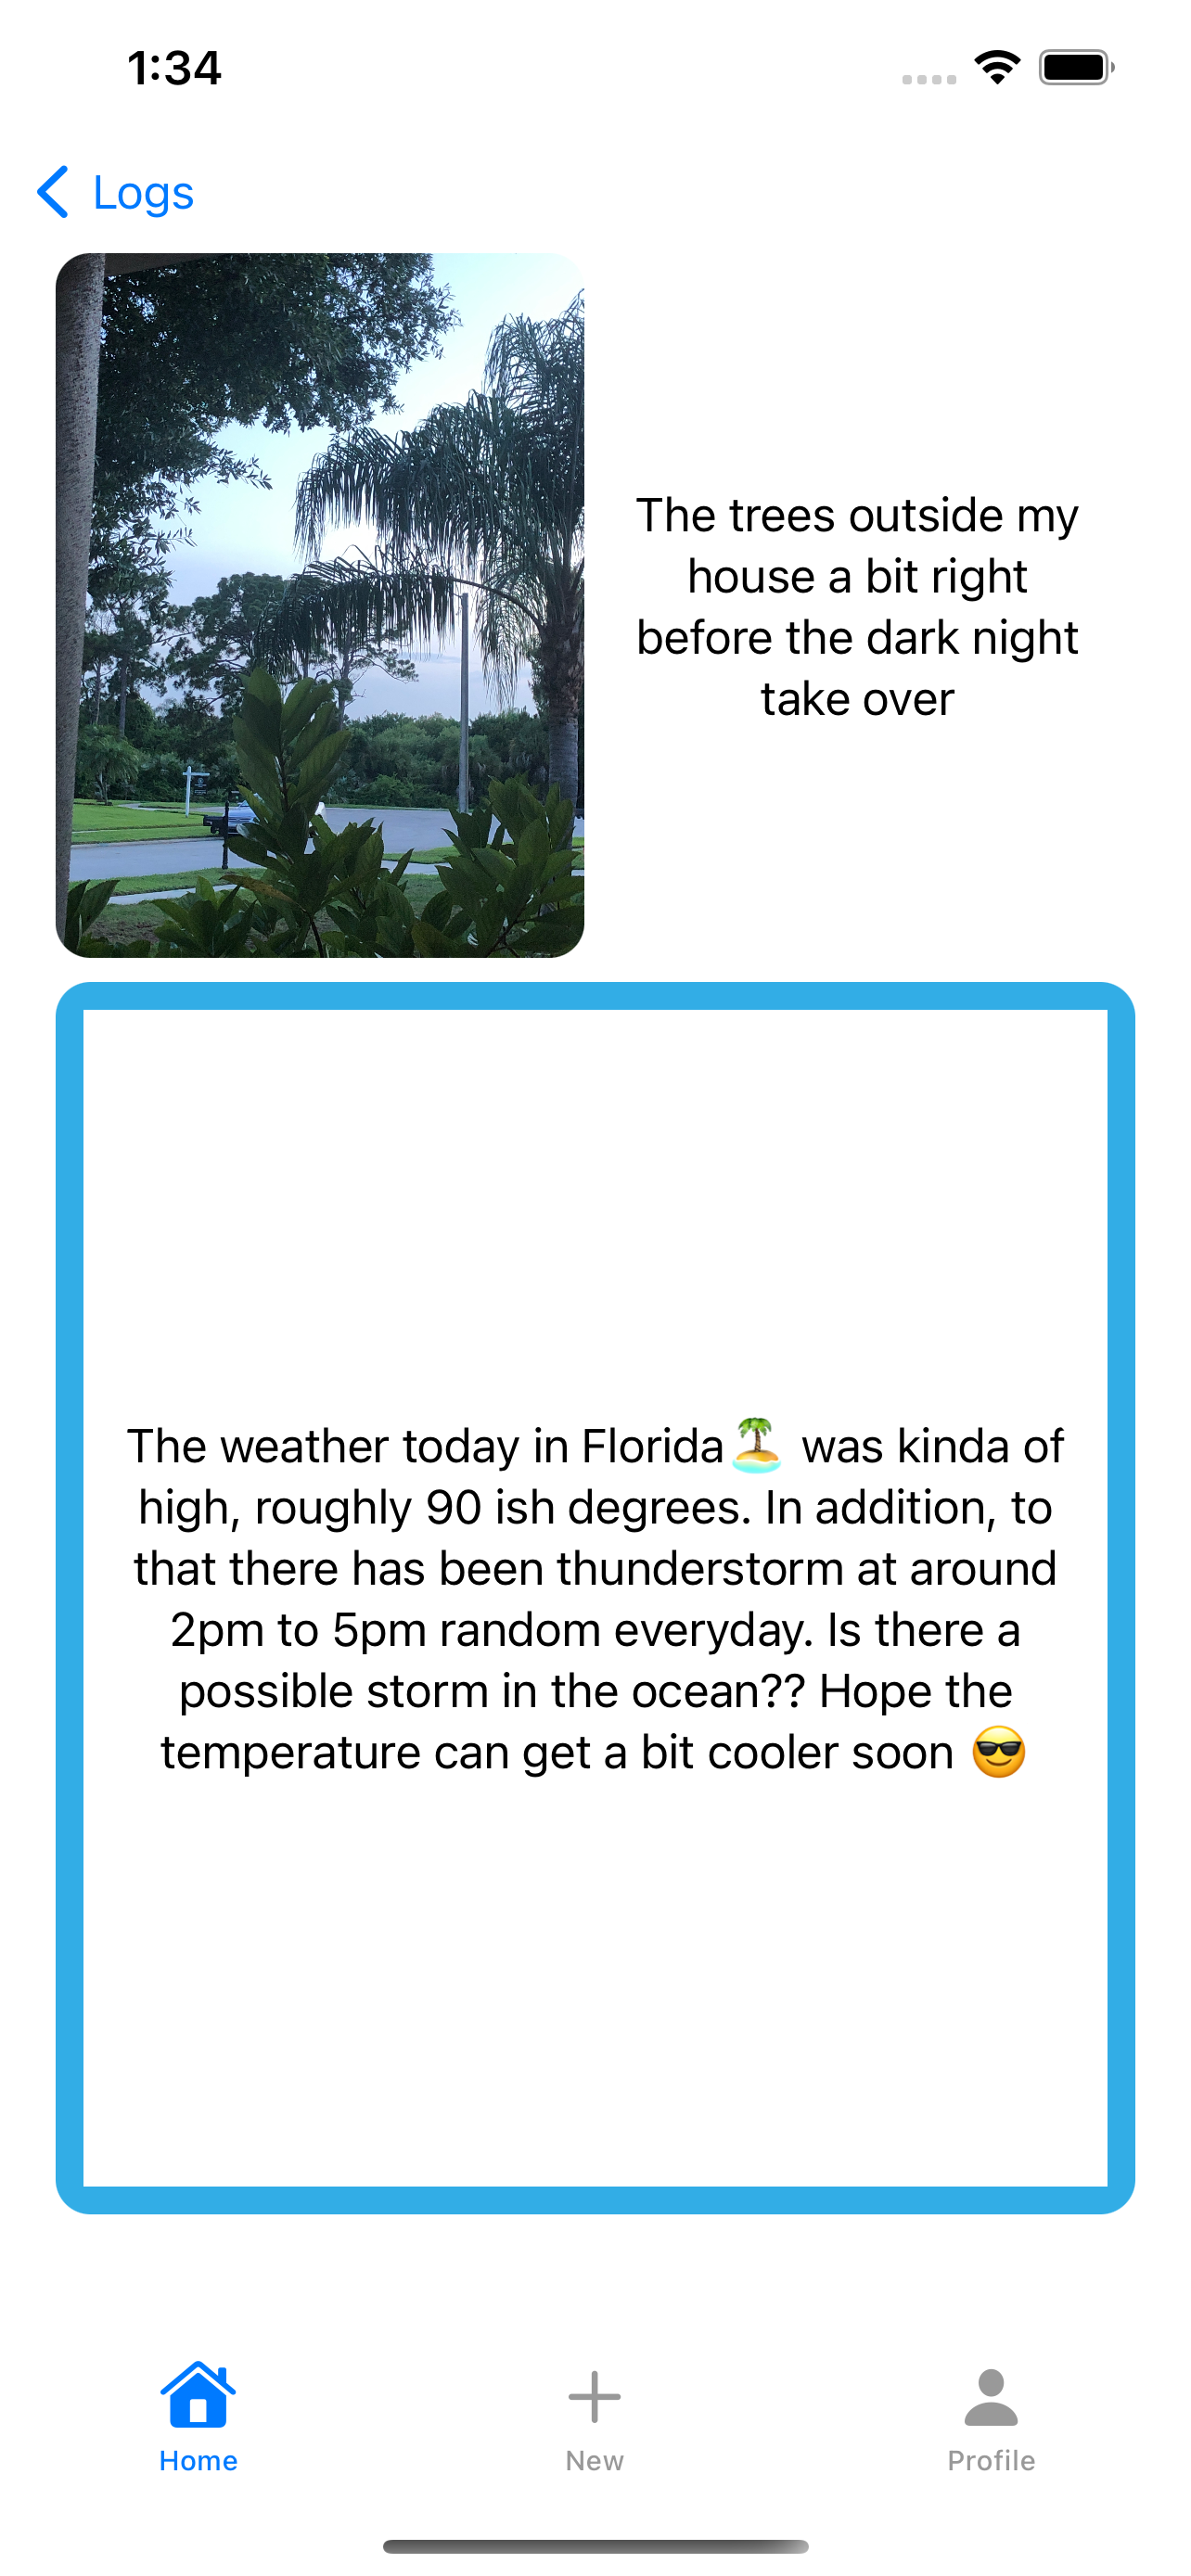 1:34
Logs
The trees outside my
house a bit right
before the dark night
take over
The weather today in Florida🏝️ was kinda of
high, roughly 90 ish degrees. In addition, to
that there has been thunderstorm at around
2pm to 5pm random everyday. Is there a
possible storm in the ocean?? Hope the
temperature can get a bit cooler soon 😎
Home
New
Profile